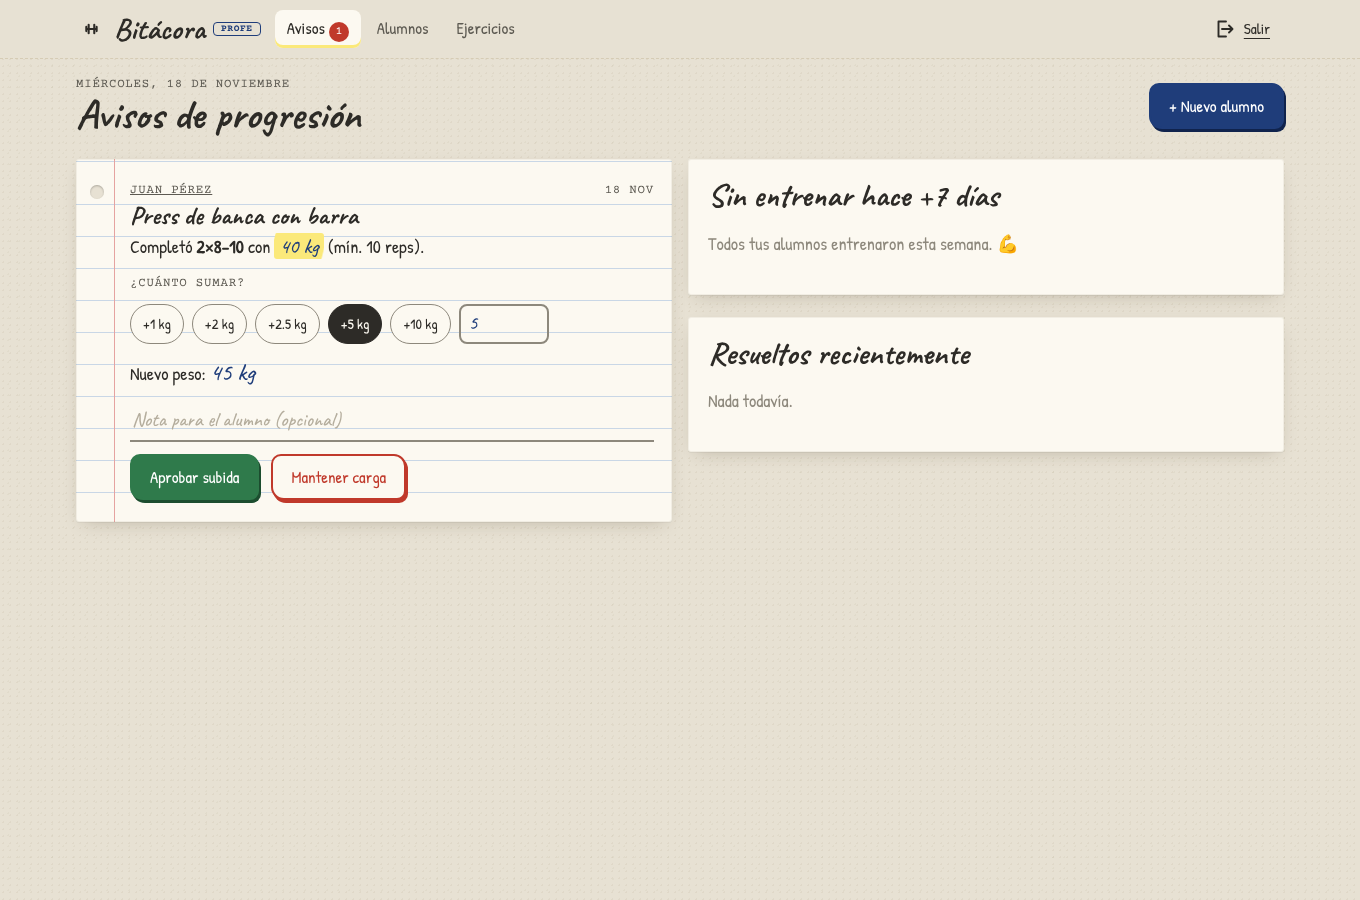 Bitácora PROFE Avisos 1 Alumnos Ejercicios Salir
MIÉRCOLES, 18 DE NOVIEMBRE
Avisos de progresión
+ Nuevo alumno
JUAN PÉREZ 18 NOV
Press de banca con barra
Completó 2×8–10 con 40 kg (mín. 10 reps).
¿CUÁNTO SUMAR?
+1 kg +2 kg +2.5 kg +5 kg +10 kg 5
Nuevo peso: 45 kg
Nota para el alumno (opcional)
Aprobar subida Mantener carga
Sin entrenar hace +7 días
Todos tus alumnos entrenaron esta semana. 💪
Resueltos recientemente
Nada todavía.